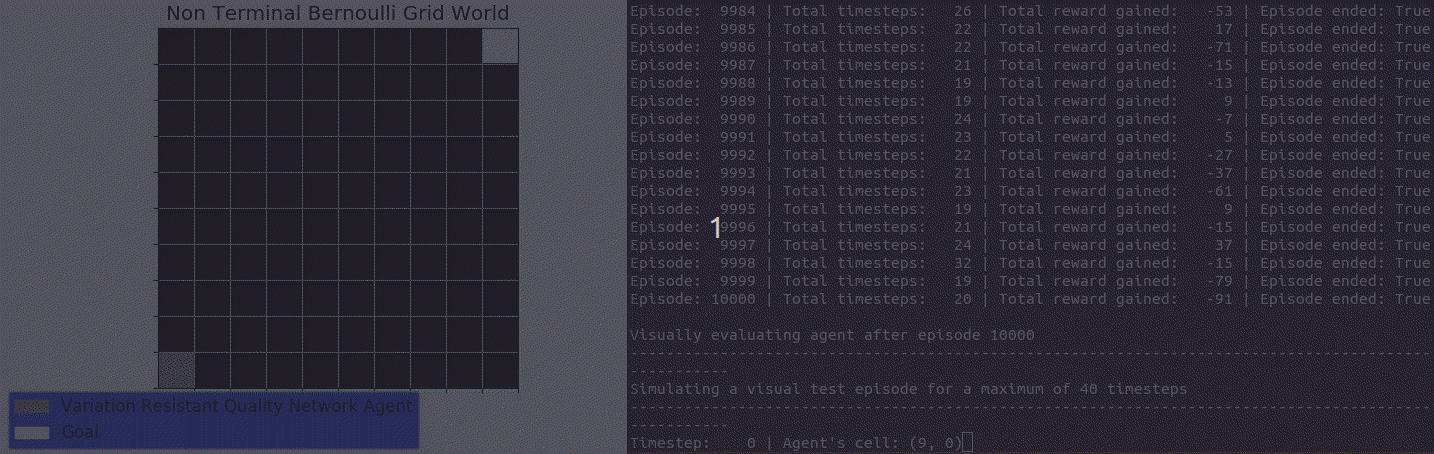 Non Terminal Bernoulli Grid World
Variation Resistant Quality Network Agent
Goal
Episode:  9984 | Total timesteps:   26 | Total reward gained:   -53 | Episode ended: True
Episode:  9985 | Total timesteps:   22 | Total reward gained:    17 | Episode ended: True
Episode:  9986 | Total timesteps:   22 | Total reward gained:   -71 | Episode ended: True
Episode:  9987 | Total timesteps:   21 | Total reward gained:   -15 | Episode ended: True
Episode:  9988 | Total timesteps:   19 | Total reward gained:   -13 | Episode ended: True
Episode:  9989 | Total timesteps:   19 | Total reward gained:     9 | Episode ended: True
Episode:  9990 | Total timesteps:   24 | Total reward gained:    -7 | Episode ended: True
Episode:  9991 | Total timesteps:   23 | Total reward gained:     5 | Episode ended: True
Episode:  9992 | Total timesteps:   22 | Total reward gained:   -27 | Episode ended: True
Episode:  9993 | Total timesteps:   21 | Total reward gained:   -37 | Episode ended: True
Episode:  9994 | Total timesteps:   23 | Total reward gained:   -61 | Episode ended: True
Episode:  9995 | Total timesteps:   19 | Total reward gained:     9 | Episode ended: True
Episode:  9996 | Total timesteps:   21 | Total reward gained:   -15 | Episode ended: True
1
Episode:  9997 | Total timesteps:   24 | Total reward gained:    37 | Episode ended: True
Episode:  9998 | Total timesteps:   32 | Total reward gained:   -15 | Episode ended: True
Episode:  9999 | Total timesteps:   19 | Total reward gained:   -79 | Episode ended: True
Episode: 10000 | Total timesteps:   20 | Total reward gained:   -91 | Episode ended: True
Visually evaluating agent after episode 10000
-----------------------------------------------------------------------------------------
-----------
Simulating a visual test episode for a maximum of 40 timesteps
-----------------------------------------------------------------------------------------
-----------
Timestep:    0 | Agent's cell: (9, 0)